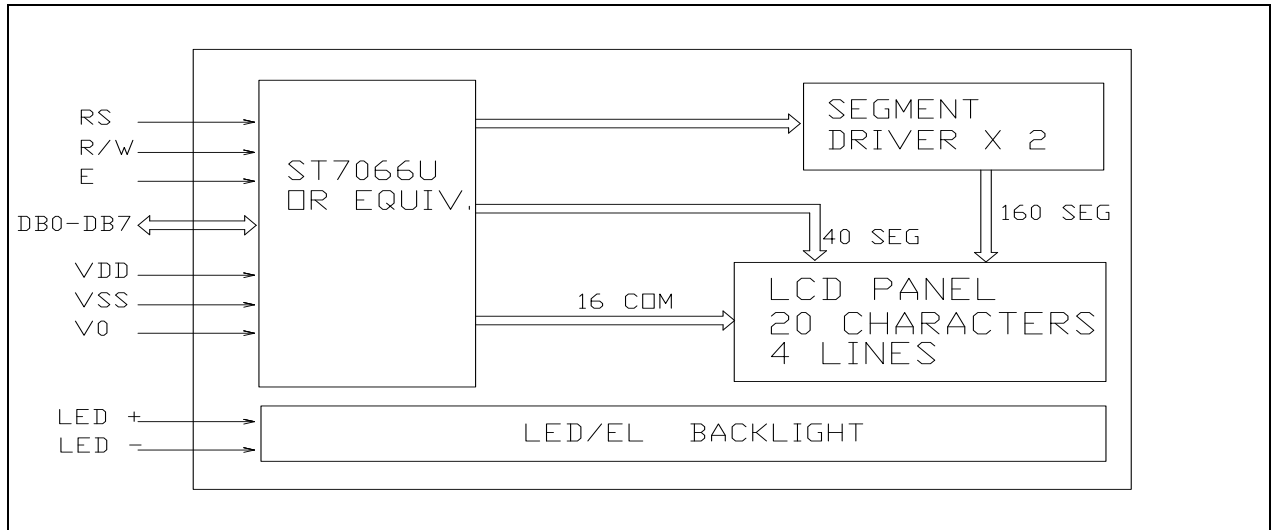 RS
R/W
E
DB0-DB7
VDD
VSS
V0
LED +
LED -
ST7066U
OR EQUIV.
SEGMENT
DRIVER X 2
160 SEG
40 SEG
16 COM
LCD PANEL
20 CHARACTERS
4 LINES
LED/EL BACKLIGHT